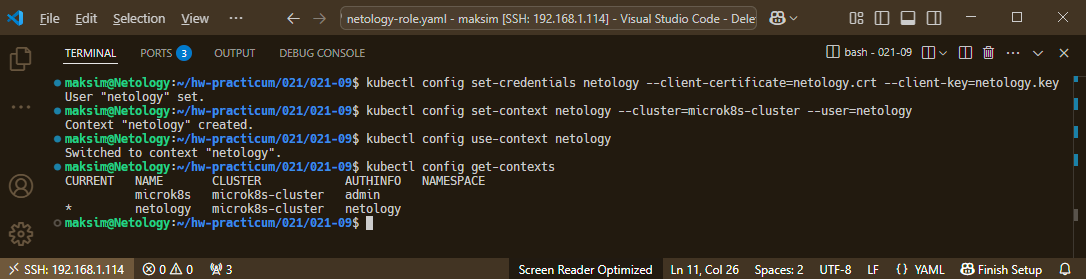 netology-role.yaml - maksim [SSH: 192.168.1.114] - Visual Studio Code - Dele
TERMINAL PORTS 3 OUTPUT DEBUG CONSOLE bash - 021-09
maksim@Netology:~/hw-practicum/021/021-09$ kubectl config set-credentials netology --client-certificate=netology.crt --client-key=netology.key
User "netology" set.
maksim@Netology:~/hw-practicum/021/021-09$ kubectl config set-context netology --cluster=microk8s-cluster --user=netology
Context "netology" created.
maksim@Netology:~/hw-practicum/021/021-09$ kubectl config use-context netology
Switched to context "netology".
maksim@Netology:~/hw-practicum/021/021-09$ kubectl config get-contexts
CURRENT NAME CLUSTER AUTHINFO NAMESPACE
microk8s microk8s-cluster admin
* netology microk8s-cluster netology
maksim@Netology:~/hw-practicum/021/021-09$
SSH: 192.168.1.114 0 0 3 Screen Reader Optimized Ln 11, Col 26 Spaces: 2 UTF-8 LF {} YAML Finish Setup